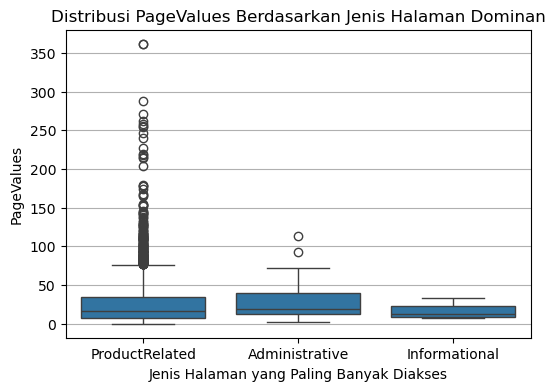 Distribusi PageValues Berdasarkan Jenis Halaman Dominan
PageValues
350
300
250
200
150
100
50
0
ProductRelated Administrative Informational
Jenis Halaman yang Paling Banyak Diakses